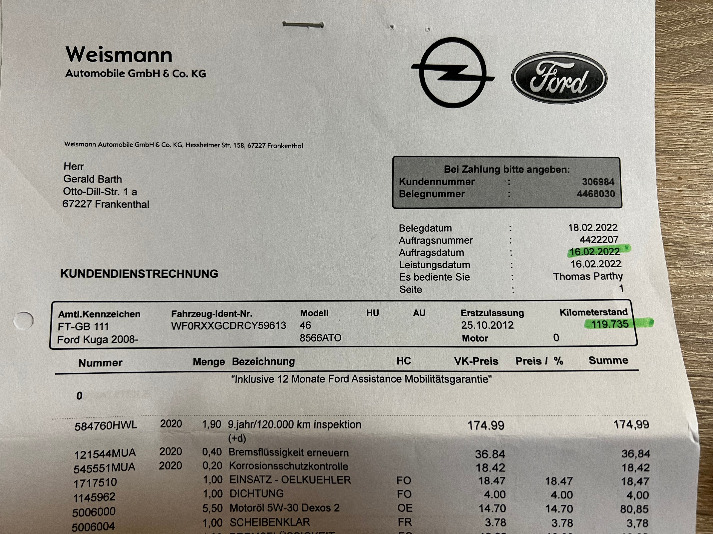 Weismann
Automobile GmbH & Co. KG
Ford
Weismann Automobile GmbH & Co. KG, Hessheimer Str. 158, 67227 Frankenthal
Herr
Gerald Barth
Otto-Dill-Str. 1 a
67227 Frankenthal
Bei Zahlung bitte angeben:
Kundennummer : 306984
Belegnummer : 4468030
Belegdatum : 18.02.2022
Auftragsnummer : 4422207
Auftragsdatum : 16.02.2022
Leistungsdatum : 16.02.2022
Es bediente Sie : Thomas Parthy
Seite : 1
KUNDENDIENSTRECHNUNG
Amtl.Kennzeichen Fahrzeug-Ident-Nr. Modell HU AU Erstzulassung Kilometerstand
FT-GB 111 WF0RXXGCDRCY59613 46 25.10.2012 119.735
Ford Kuga 2008- 8566ATO Motor 0
Nummer Menge Bezeichnung HC VK-Preis Preis / % Summe
"Inklusive 12 Monate Ford Assistance Mobilitätsgarantie"
0
584760HWL 2020 1,90 9.jahr/120.000 km inspektion 174.99 174,99
(+d)
121544MUA 2020 0,40 Bremsflüssigkeit erneuern 36.84 36,84
545551MUA 2020 0,20 Korrosionsschutzkontrolle 18.42 18,42
1717510 1,00 EINSATZ - OELKUEHLER FO 18.47 18.47 18,47
1145962 1,00 DICHTUNG FO 4.00 4.00 4,00
5006000 5,50 Motoröl 5W-30 Dexos 2 OE 14.70 14.70 80,85
5006004 1,00 SCHEIBENKLAR FR 3.78 3.78 3,78